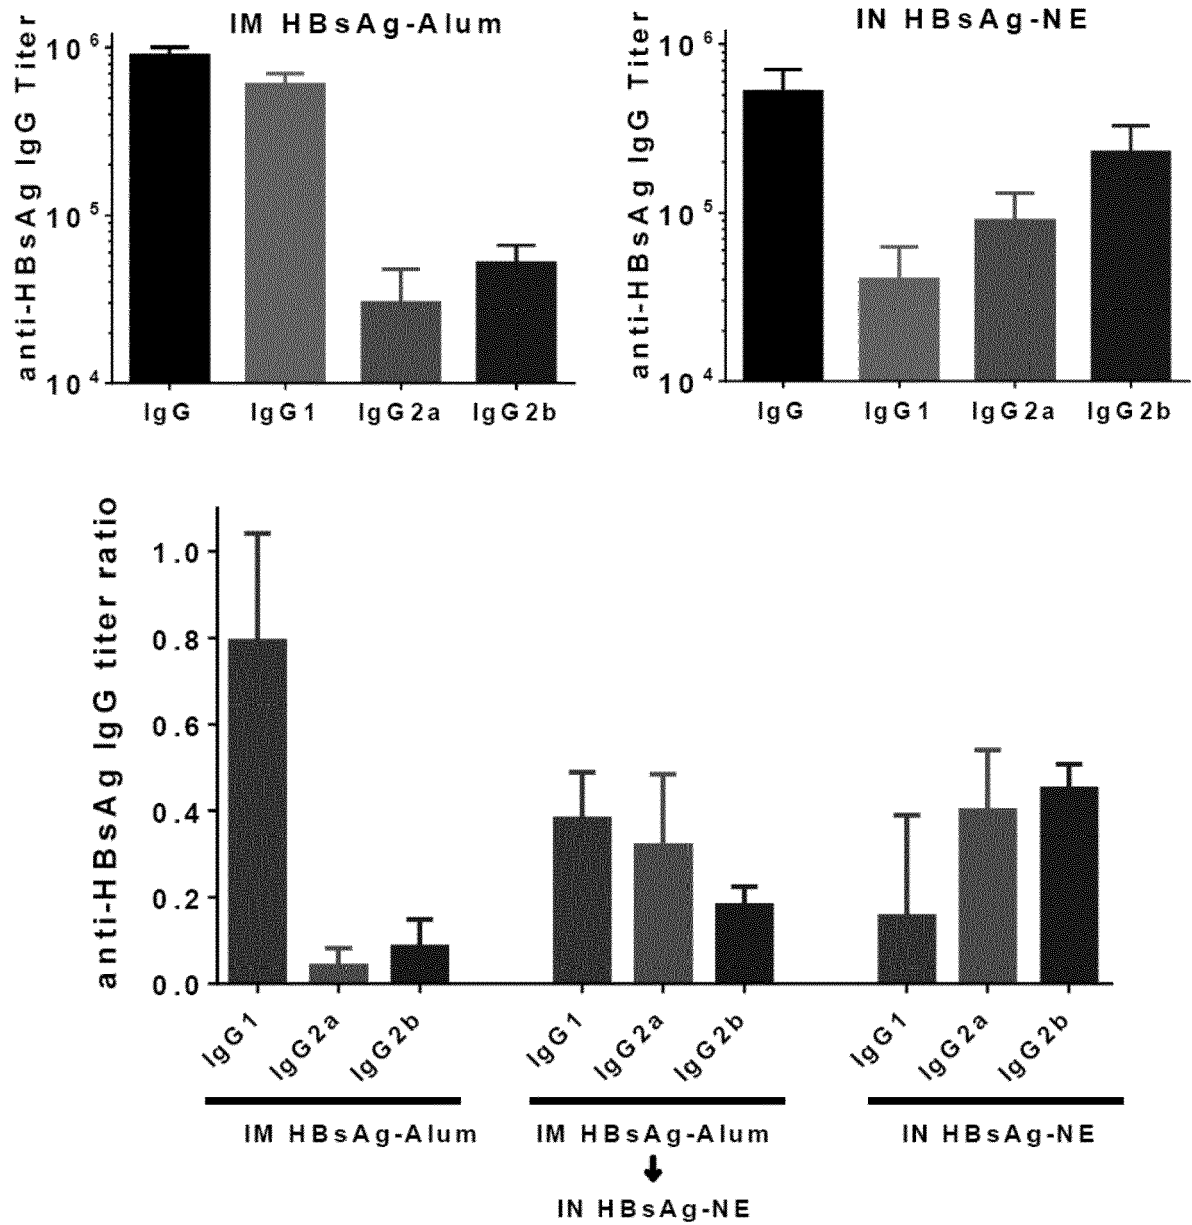 IM HBsAg-Alum
anti-HBsAg IgG Titer
10⁶
10⁵
10⁴
IgG IgG1 IgG2a IgG2b
IN HBsAg-NE
anti-HBsAg IgG Titer
10⁶
10⁵
10⁴
IgG IgG1 IgG2a IgG2b
anti-HBsAg IgG titer ratio
1.0
0.8
0.6
0.4
0.2
0.0
IgG1 IgG2a IgG2b IgG1 IgG2a IgG2b IgG1 IgG2a IgG2b
IM HBsAg-Alum IM HBsAg-Alum IN HBsAg-NE
IN HBsAg-NE